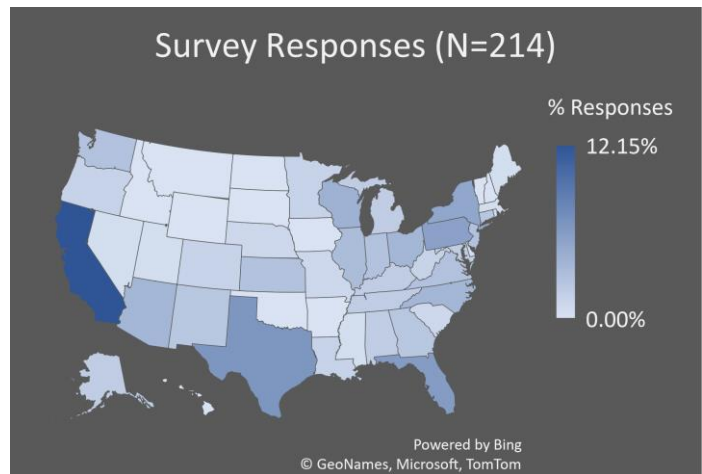 Survey Responses (N=214)
% Responses
12.15%
0.00%
Powered by Bing
© GeoNames, Microsoft, TomTom